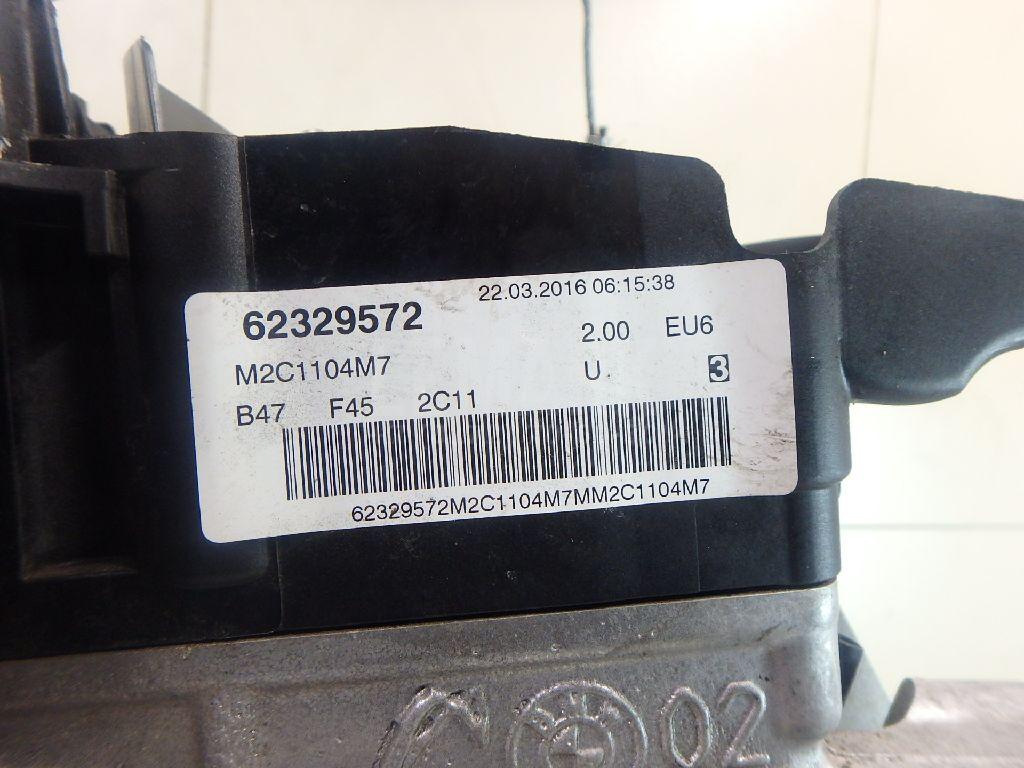 22.03.2016 06:15:38
62329572
2.00 EU6
M2C1104M7
U. 3
B47 F45 2C11
62329572M2C1104M7MM2C1104M7
02